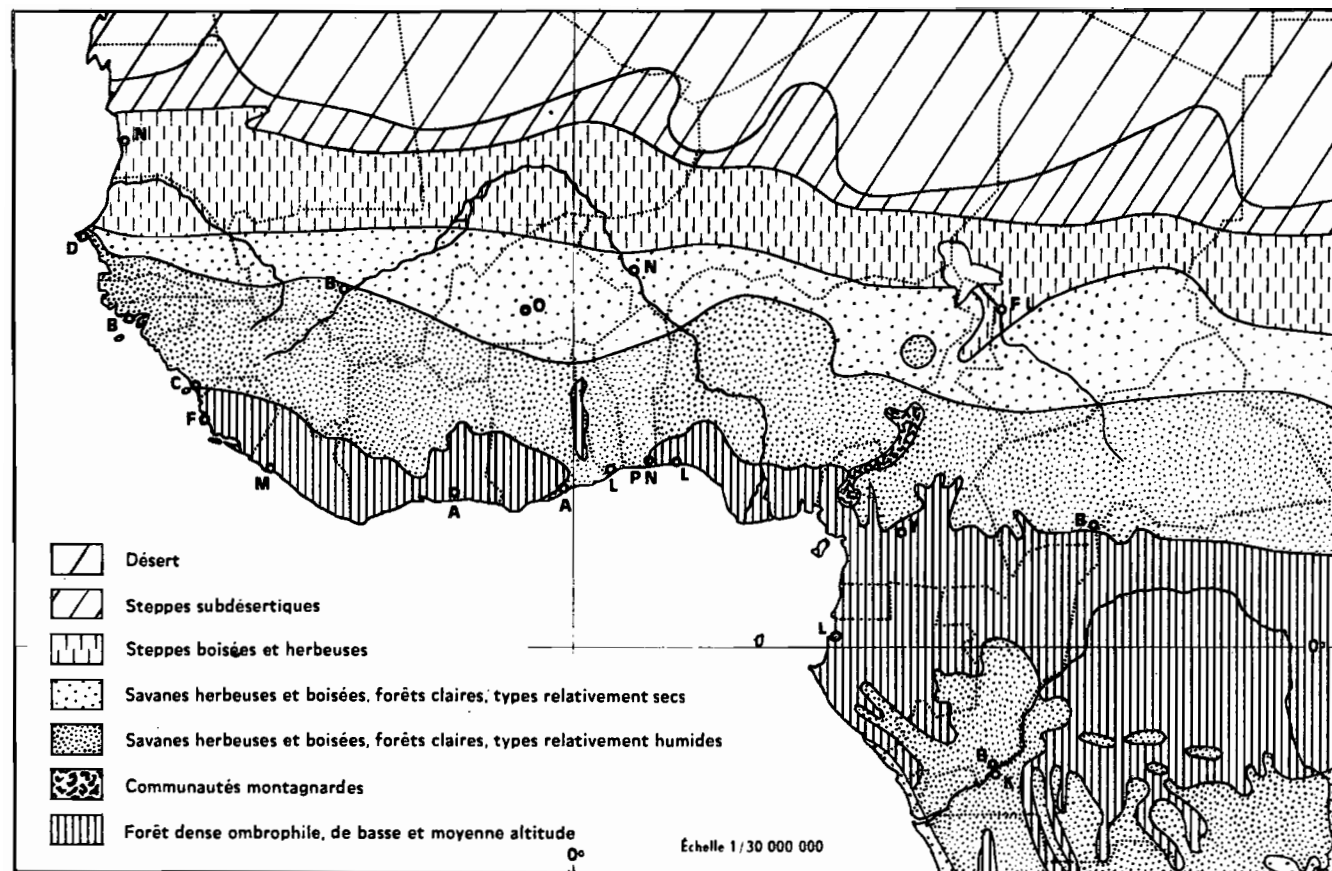 N
D
B
N
O
B
F L
C
F
M
A
A
L
P N
L
B
L
0°
B
Désert
Steppes subdésertiques
Steppes boisées et herbeuses
Savanes herbeuses et boisées, forêts claires, types relativement secs
Savanes herbeuses et boisées, forêts claires, types relativement humides
Communautés montagnardes
Forêt dense ombrophile, de basse et moyenne altitude
0°
Échelle 1/30 000 000